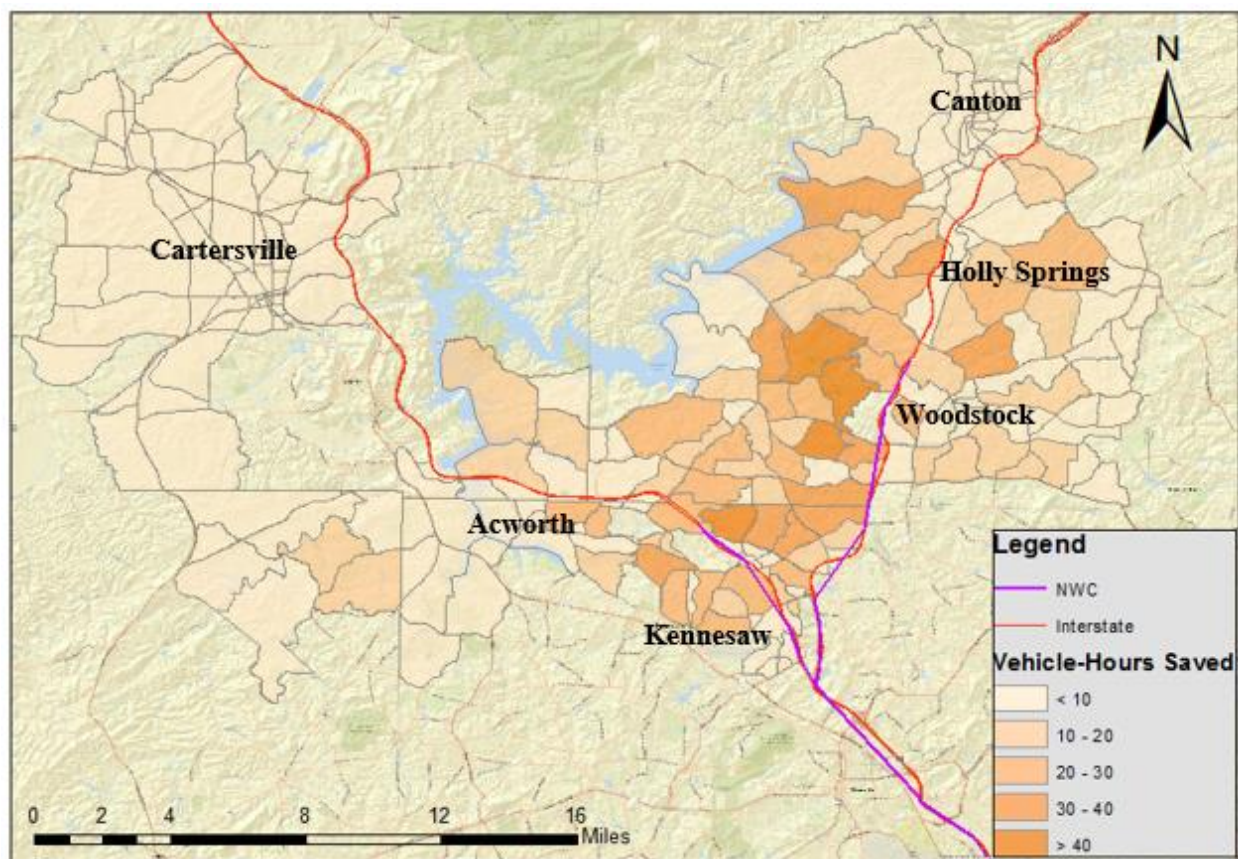 N
Canton
Cartersville
Holly Springs
Woodstock
Acworth
Kennesaw
Legend
NWC
Interstate
Vehicle-Hours Saved
< 10
10 - 20
20 - 30
30 - 40
> 40
0 2 4 8 12 16
Miles